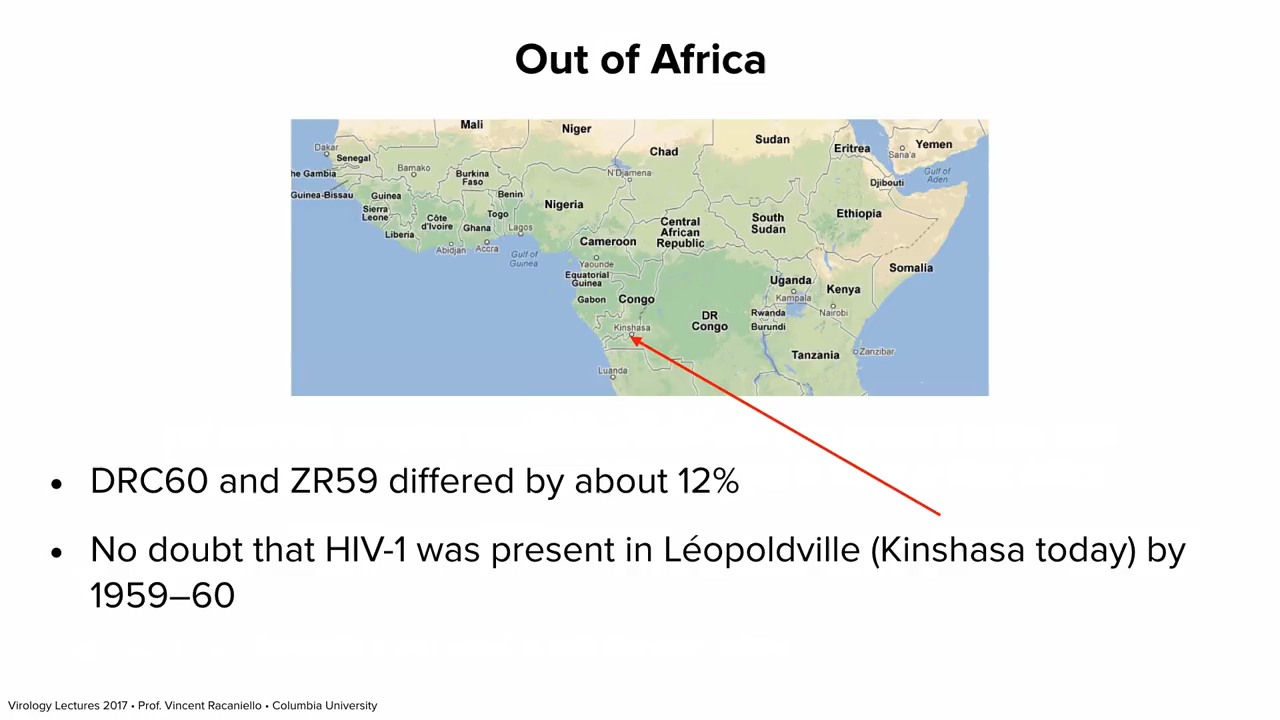 Out of Africa
Mali
Niger
Chad
Sudan
Eritrea
Yemen
Sana'a
Dakar
Senegal
he Gambia
Guinea-Bissau
Bamako
Burkina
Faso
N'Djamena
Gulf of
Aden
Djibouti
Guinea
Benin
Nigeria
Togo
Sierra
Leone
Côte
d'Ivoire
Ghana
Lagos
Liberia
Abidjan
Accra
Central
African
Republic
South
Sudan
Ethiopia
Cameroon
Yaounde
Gulf of
Guinea
Equatorial
Guinea
Somalia
Uganda
Kampala
Kenya
Nairobi
Gabon
Congo
DR
Congo
Rwanda
Burundi
Kinshasa
Tanzania
Zanzibar
Luanda
• DRC60 and ZR59 differed by about 12%
• No doubt that HIV-1 was present in Léopoldville (Kinshasa today) by
1959–60
Virology Lectures 2017 • Prof. Vincent Racaniello • Columbia University